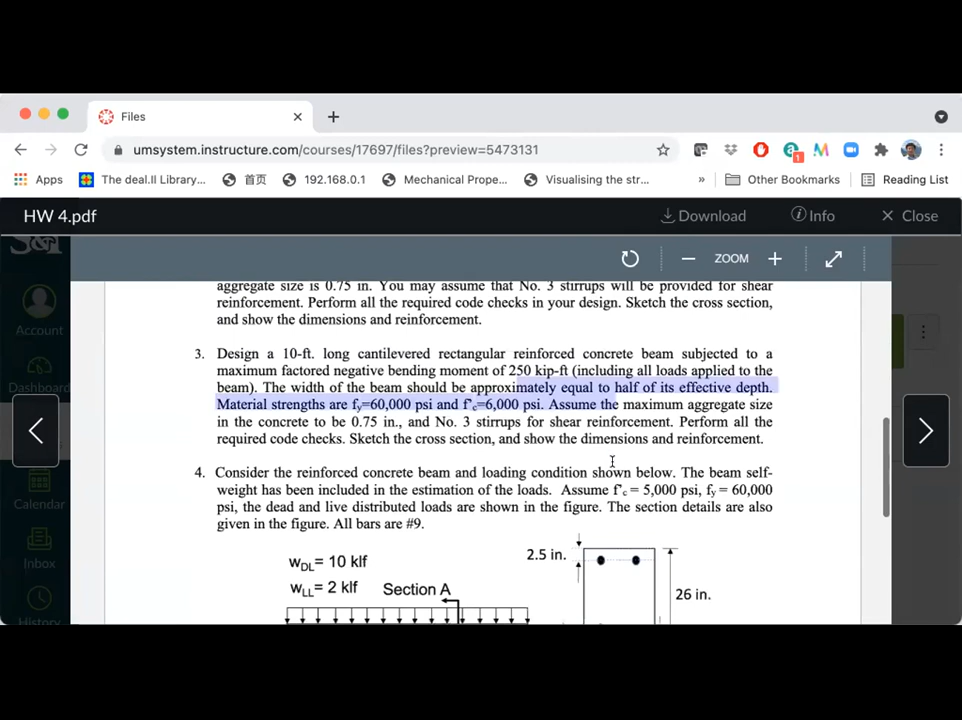 Files
umsystem.instructure.com/courses/17697/files?preview=5473131
Apps
The deal.II Library...
首页
192.168.0.1
Mechanical Prope...
Visualising the str...
»
Other Bookmarks
Reading List
HW 4.pdf
Download
Info
Close
S&T
ZOOM
Account
Dashboard
Calendar
Inbox
History
aggregate size is 0.75 in. You may assume that No. 3 stirrups will be provided for shear
reinforcement. Perform all the required code checks in your design. Sketch the cross section,
and show the dimensions and reinforcement.
3. Design a 10-ft. long cantilevered rectangular reinforced concrete beam subjected to a
maximum factored negative bending moment of 250 kip-ft (including all loads applied to the
beam). The width of the beam should be approximately equal to half of its effective depth.
Material strengths are fy=60,000 psi and f'c=6,000 psi. Assume the maximum aggregate size
in the concrete to be 0.75 in., and No. 3 stirrups for shear reinforcement. Perform all the
required code checks. Sketch the cross section, and show the dimensions and reinforcement.
4. Consider the reinforced concrete beam and loading condition shown below. The beam self-
weight has been included in the estimation of the loads. Assume f'c = 5,000 psi, fy = 60,000
psi, the dead and live distributed loads are shown in the figure. The section details are also
given in the figure. All bars are #9.
2.5 in.
wDL= 10 klf
wLL= 2 klf
Section A
26 in.